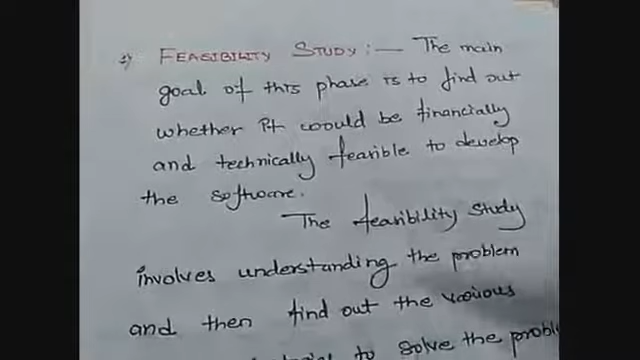 1) FEASIBILITY STUDY :— The main
goal of this phase is to find out
whether it would be financially
and technically feasible to develop
the software.
The feasibility study
involves understanding the problem
and then find out the various
to solve the proble